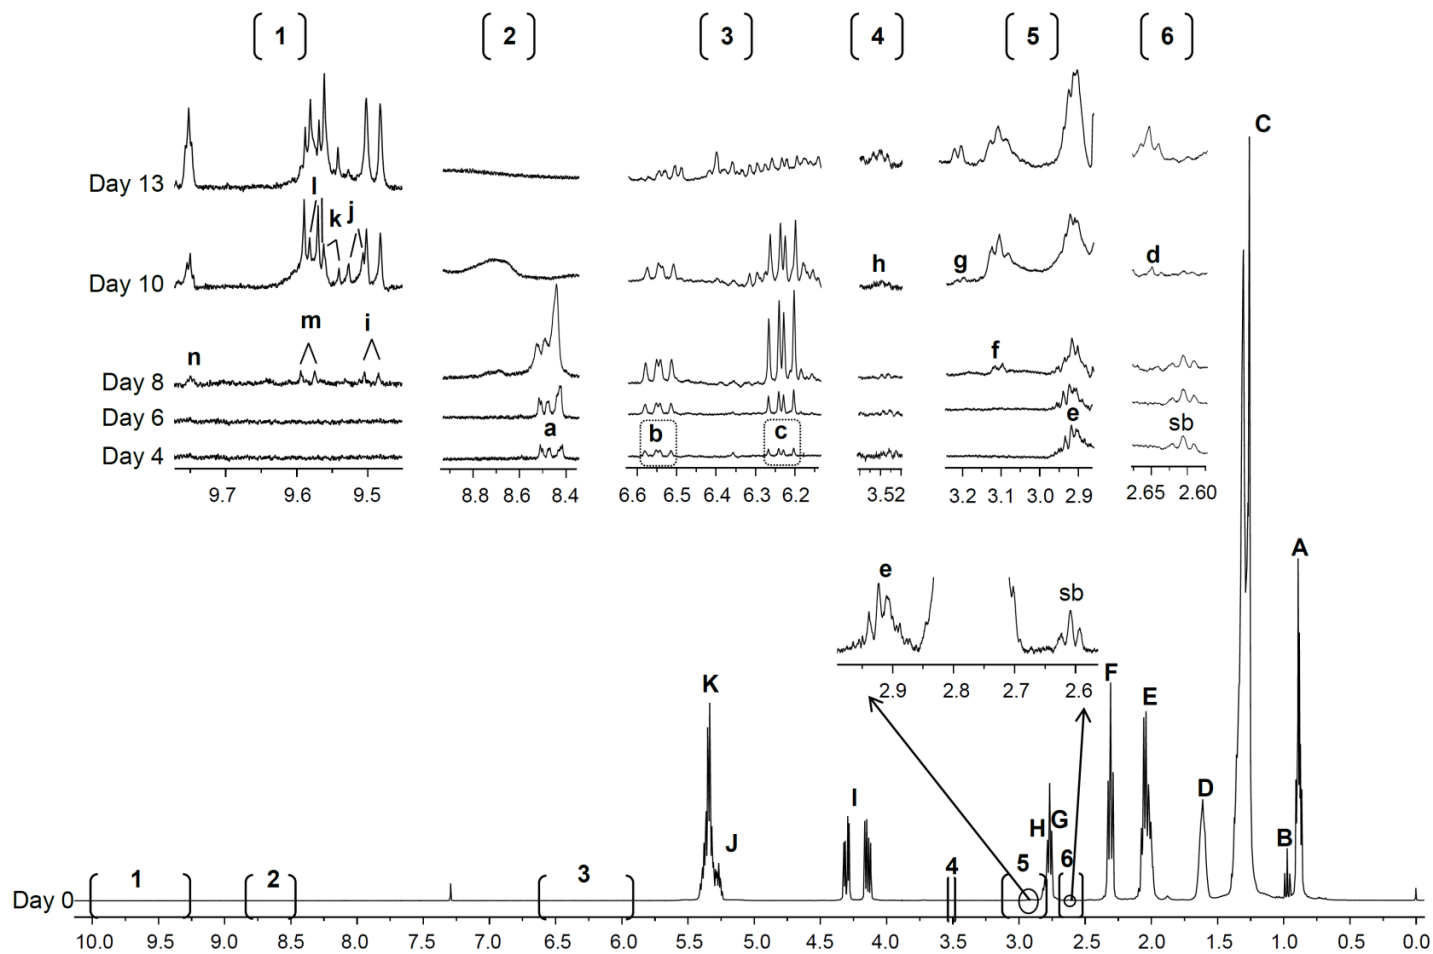 1 2 3 4 5 6
C
Day 13
l k j
Day 10 h g d
m i
n f
Day 8
Day 6
a b c e sb
Day 4
9.7 9.6 9.5 8.8 8.6 8.4 6.6 6.5 6.4 6.3 6.2 3.52 3.2 3.1 3.0 2.9 2.65 2.60
A
e sb
2.9 2.8 2.7 2.6
K F E
I D
J H G B
1 2 3 4 5 6
Day 0
10.0 9.5 9.0 8.5 8.0 7.5 7.0 6.5 6.0 5.5 5.0 4.5 4.0 3.5 3.0 2.5 2.0 1.5 1.0 0.5 0.0